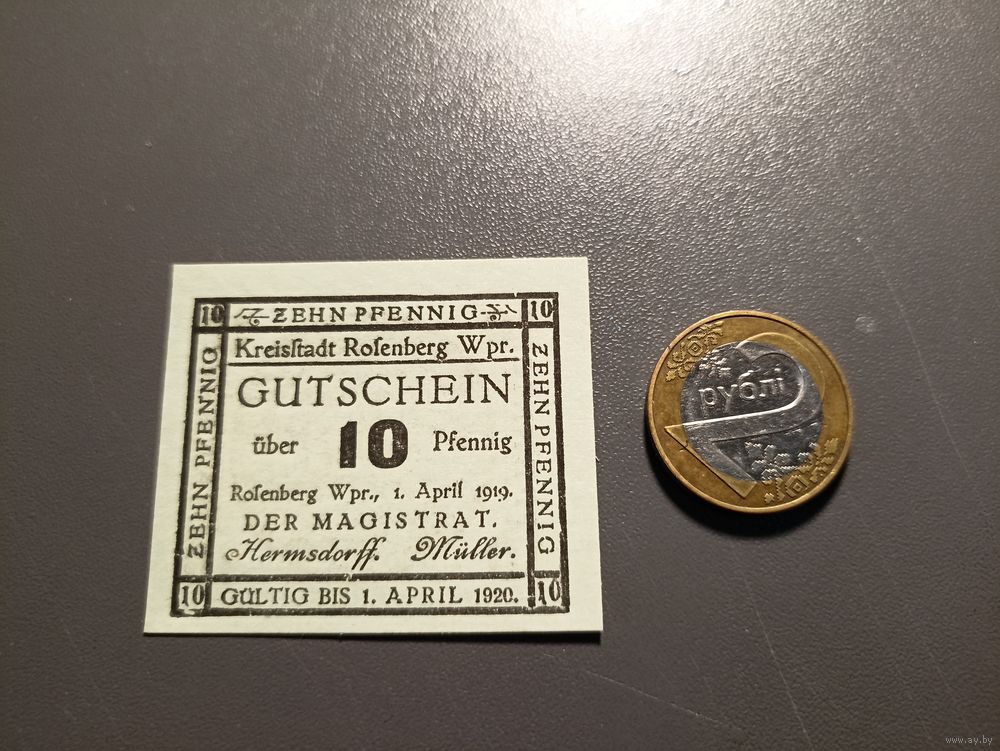 10 ZEHN PFENNIG 10
ZEHN PFENNIG
Kreisſtadt Roſenberg Wpr.
GUTSCHEIN
über 10 Pfennig
Roſenberg Wpr., 1. April 1919.
DER MAGISTRAT.
Hermsdorff. Müller.
ZEHN PFENNIG
10 GÜLTIG BIS 1. APRIL 1920. 10
2
рублі
www.ay.by